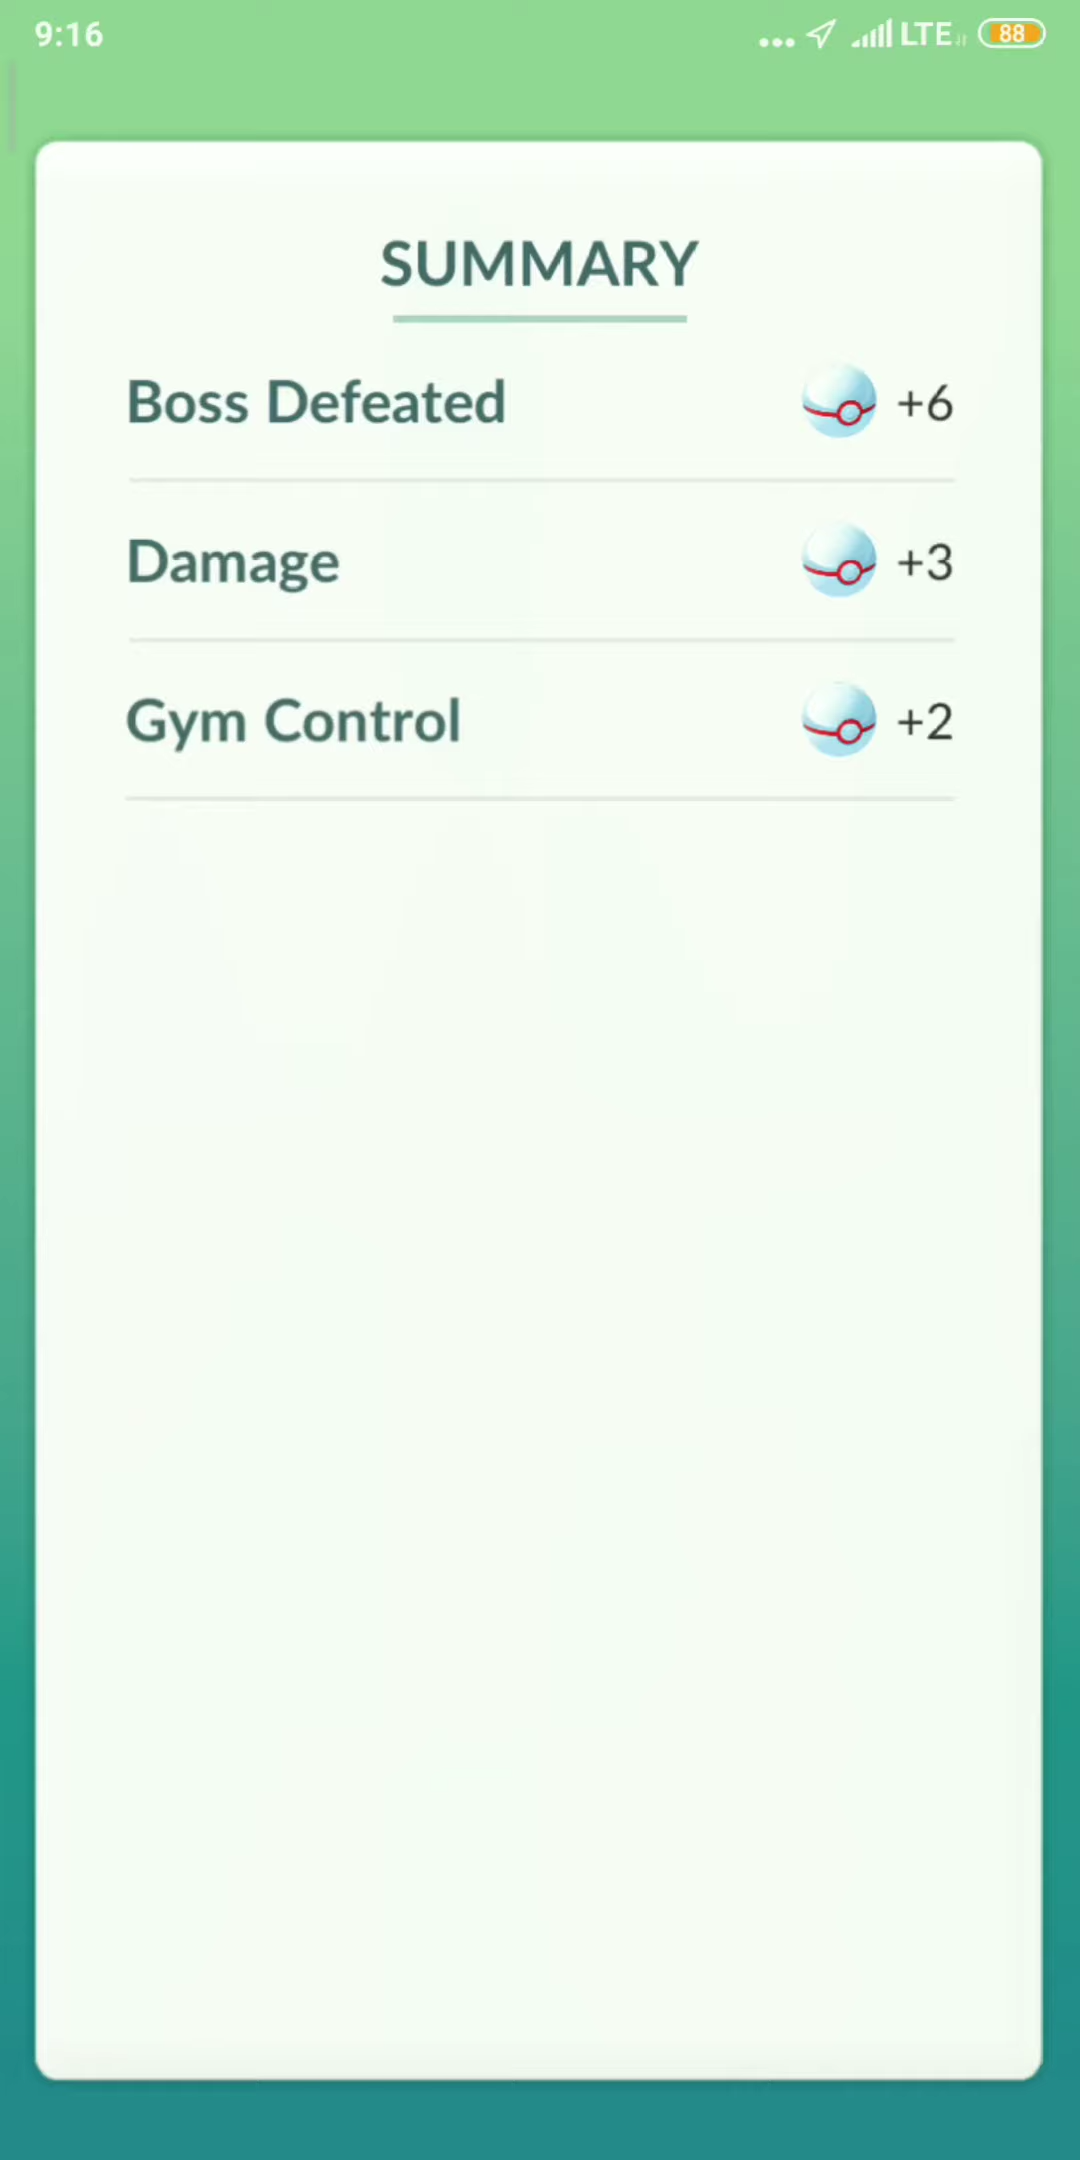 9:16
LTE
88
SUMMARY
Boss Defeated +6
Damage +3
Gym Control +2